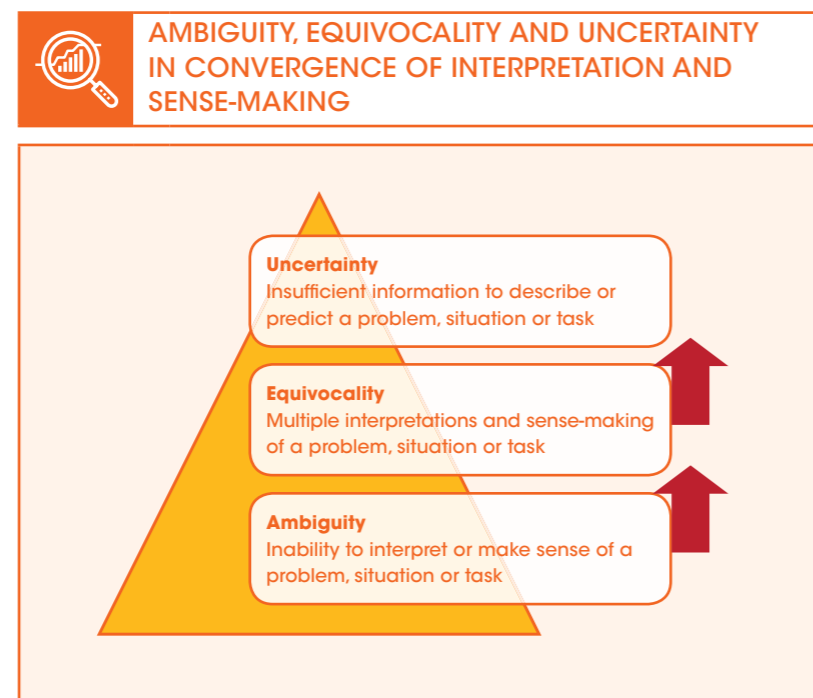 AMBIGUITY, EQUIVOCALITY AND UNCERTAINTY
IN CONVERGENCE OF INTERPRETATION AND
SENSE-MAKING
Uncertainty
Insufficient information to describe or
predict a problem, situation or task
Equivocality
Multiple interpretations and sense-making
of a problem, situation or task
Ambiguity
Inability to interpret or make sense of a
problem, situation or task